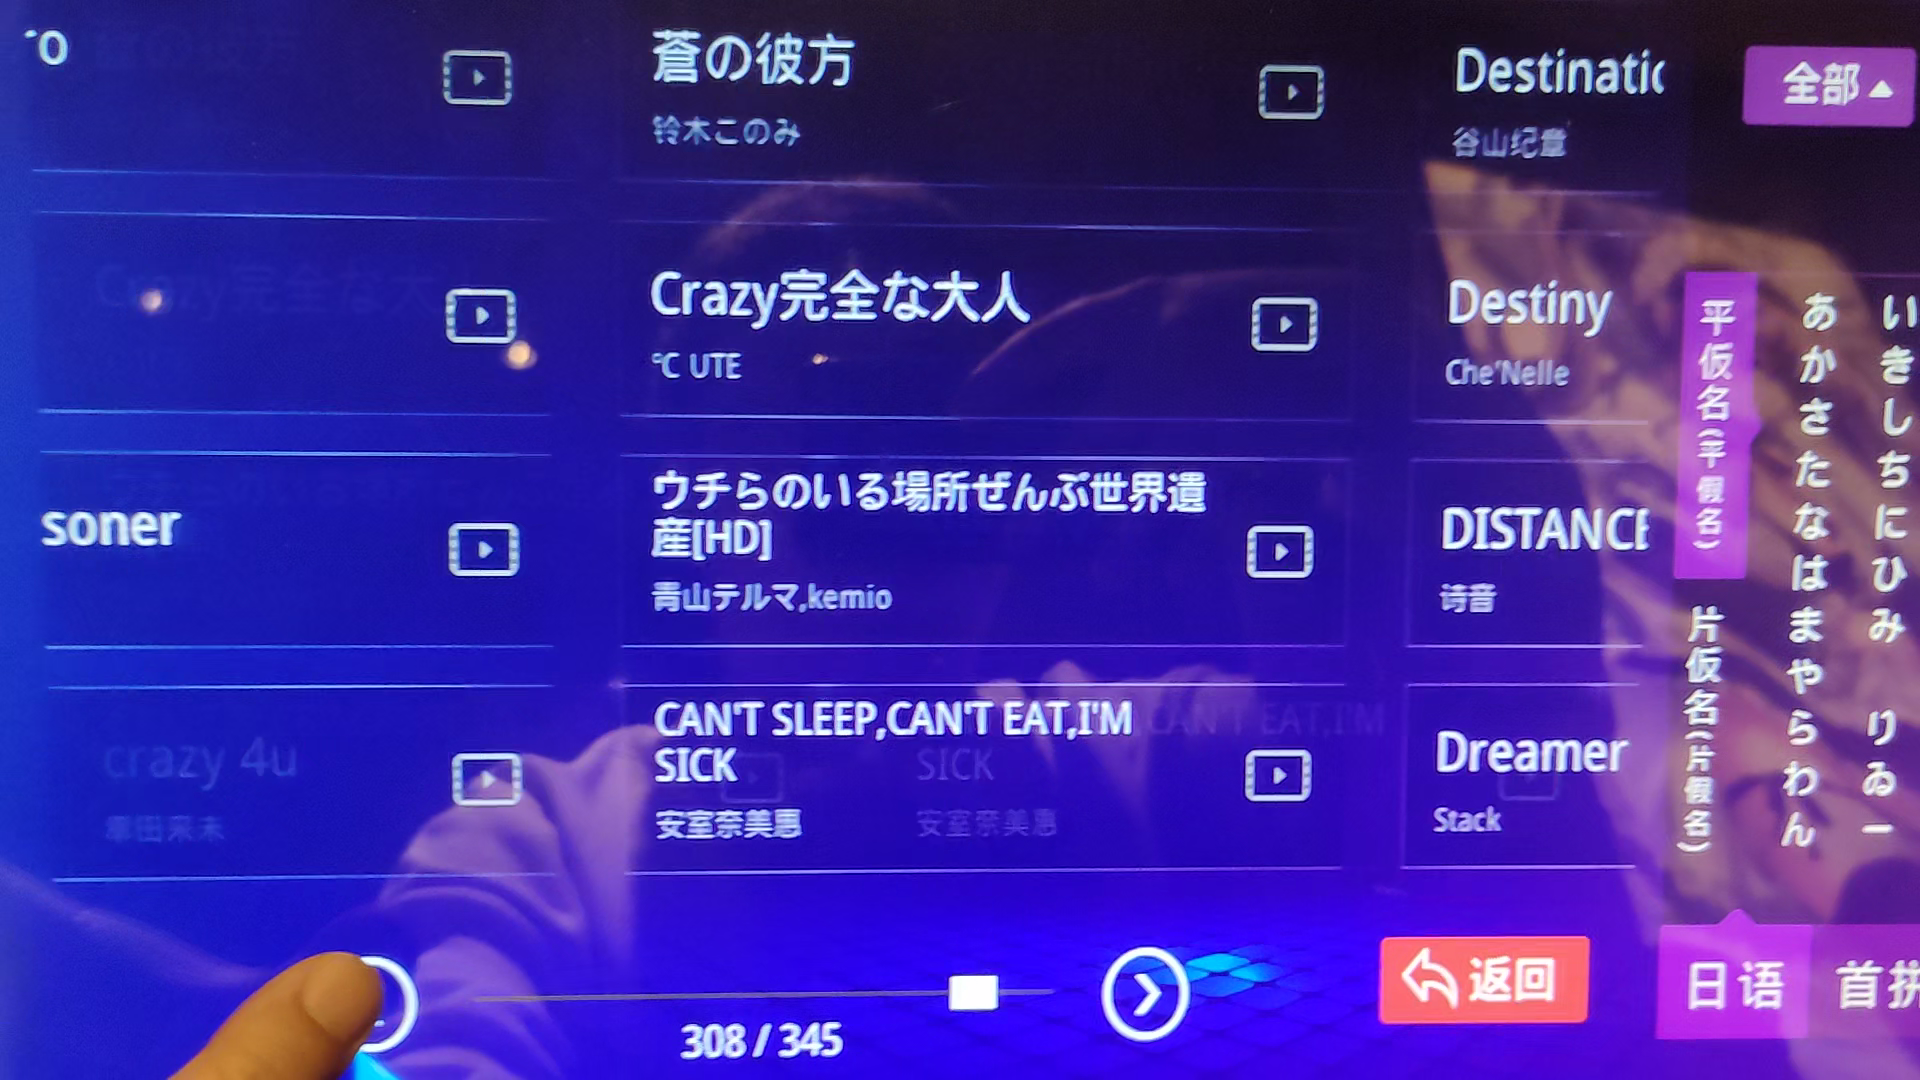 蒼の彼方
铃木このみ
Crazy完全な大人
℃ UTE
soner
ウチらのいる場所ぜんぶ世界遺
産[HD]
青山テルマ,kemio
CAN'T SLEEP,CAN'T EAT,I'M
SICK
安室奈美恵
crazy 4u
Destinatio
谷山纪章
Destiny
Che'Nelle
DISTANCE
诗音
Dreamer
Stack
全部
平仮名(平假名)
片仮名(片假名)
あかさたなはまやらわん
いきしちにひみ りゐー
308 / 345
返回
日语
首拼